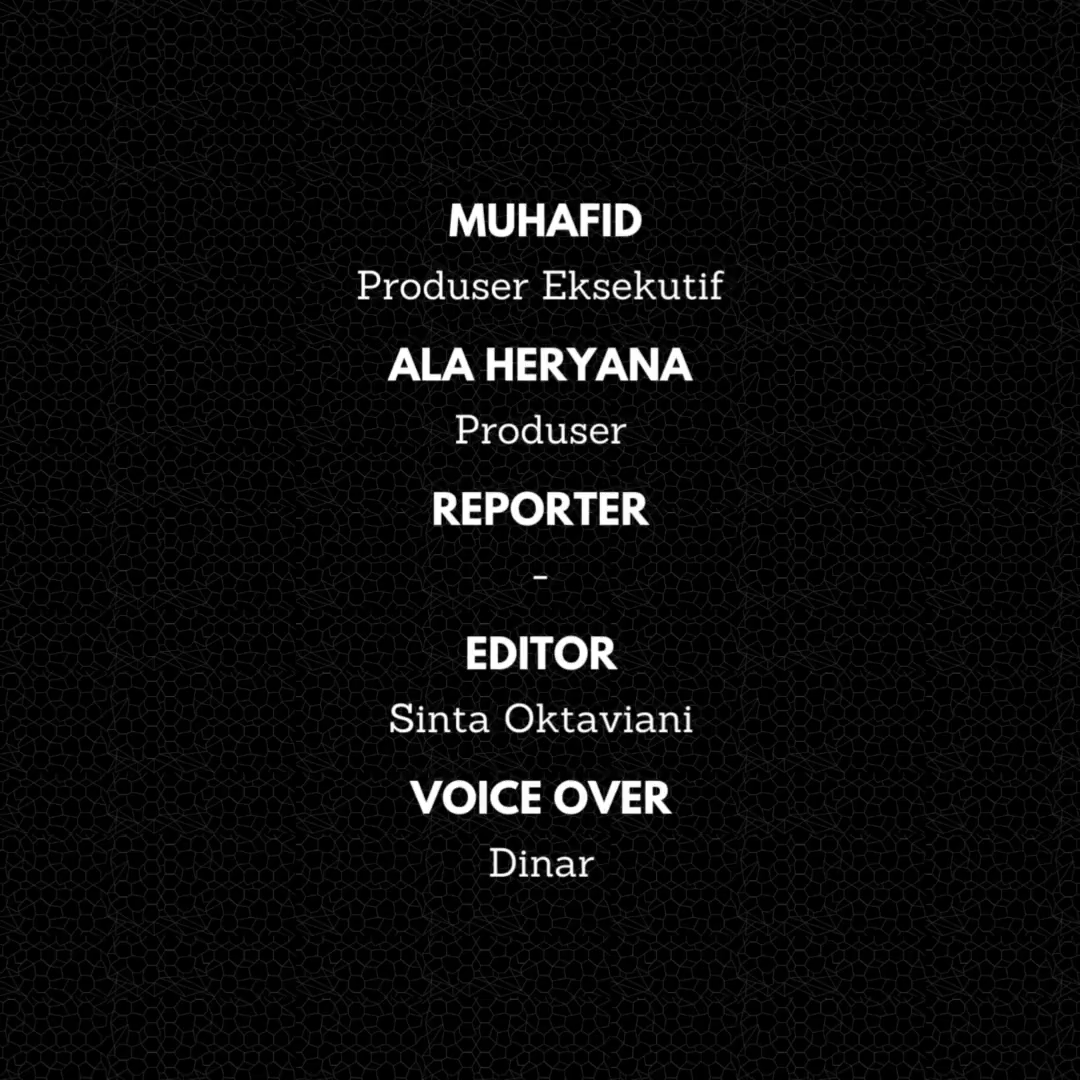 MUHAFID
Produser Eksekutif
ALA HERYANA
Produser
REPORTER
-
EDITOR
Sinta Oktaviani
VOICE OVER
Dinar